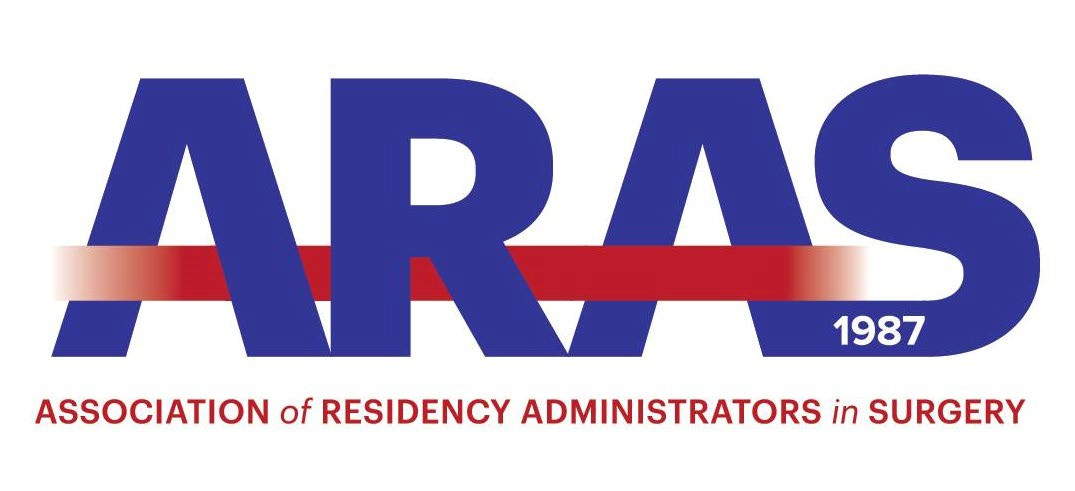 ARAS
1987
ASSOCIATION of RESIDENCY ADMINISTRATORS in SURGERY